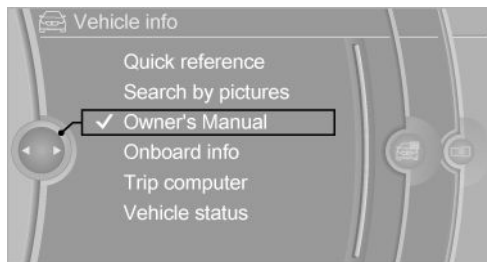 Vehicle info
Quick reference
Search by pictures
Owner's Manual
Onboard info
Trip computer
Vehicle status